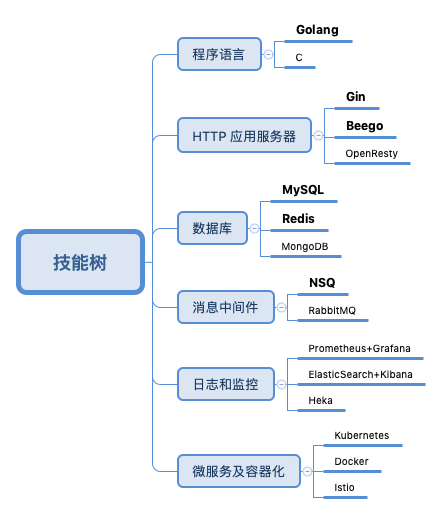 技能树
程序语言
Golang
C
HTTP 应用服务器
Gin
Beego
OpenResty
数据库
MySQL
Redis
MongoDB
消息中间件
NSQ
RabbitMQ
日志和监控
Prometheus+Grafana
ElasticSearch+Kibana
Heka
微服务及容器化
Kubernetes
Docker
Istio